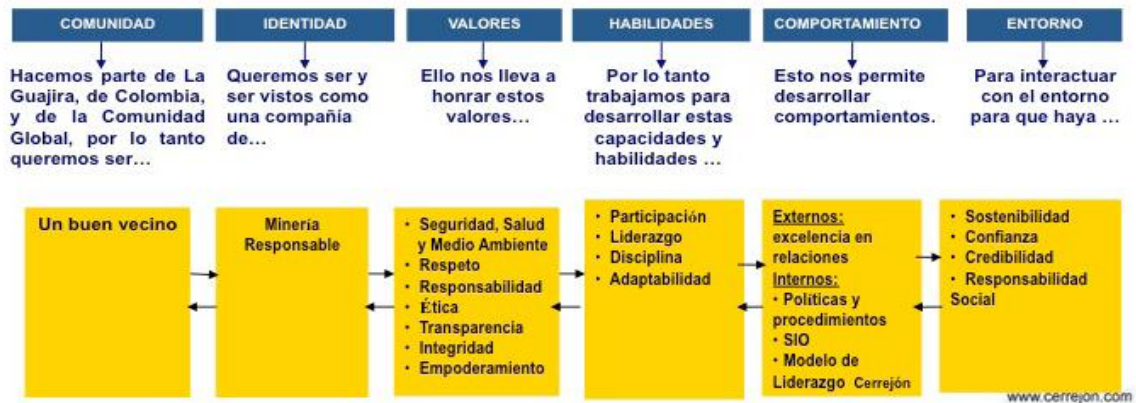 COMUNIDAD
IDENTIDAD
VALORES
HABILIDADES
COMPORTAMIENTO
ENTORNO
Hacemos parte de La
Guajira, de Colombia,
y de la Comunidad
Global, por lo tanto
queremos ser…
Queremos ser y
ser vistos como
una compañía
de…
Ello nos lleva a
honrar estos
valores…
Por lo tanto
trabajamos para
desarrollar estas
capacidades y
habilidades …
Esto nos permite
desarrollar
comportamientos.
Para interactuar
con el entorno
para que haya …
Un buen vecino
Minería
Responsable
• Seguridad, Salud
y Medio Ambiente
• Respeto
• Responsabilidad
• Ética
• Transparencia
• Integridad
• Empoderamiento
• Participación
• Liderazgo
• Disciplina
• Adaptabilidad
Externos:
excelencia en
relaciones
Internos:
• Políticas y
procedimientos
• SIO
• Modelo de
Liderazgo Cerrejón
• Sostenibilidad
• Confianza
• Credibilidad
• Responsabilidad
Social
www.cerrejon.com